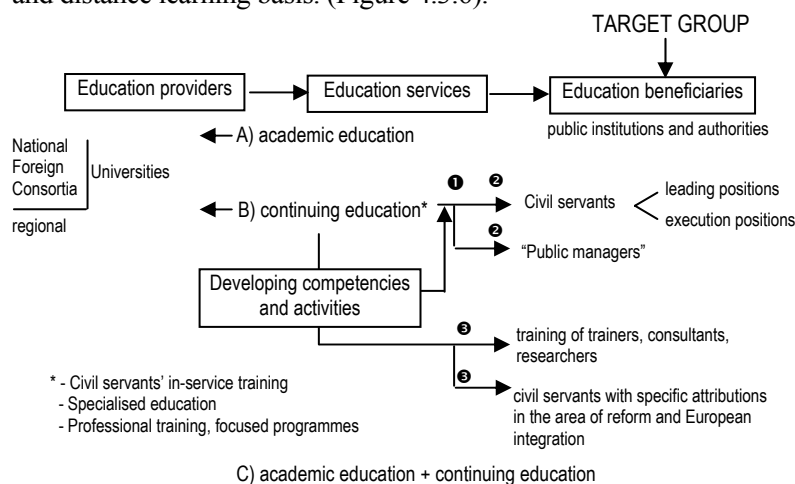 and distance learning basis. (Figure 4.3.6).
TARGET GROUP
Education providers
Education services
Education beneficiaries
public institutions and authorities
A) academic education
National
Foreign
Consortia
Universities
regional
B) continuing education*
❶
❷
Civil servants
leading positions
execution positions
❷
“Public managers”
Developing competencies
and activities
❸
training of trainers, consultants,
researchers
❸
civil servants with specific attributions
in the area of reform and European
integration
* - Civil servants’ in-service training
- Specialised education
- Professional training, focused programmes
C) academic education + continuing education